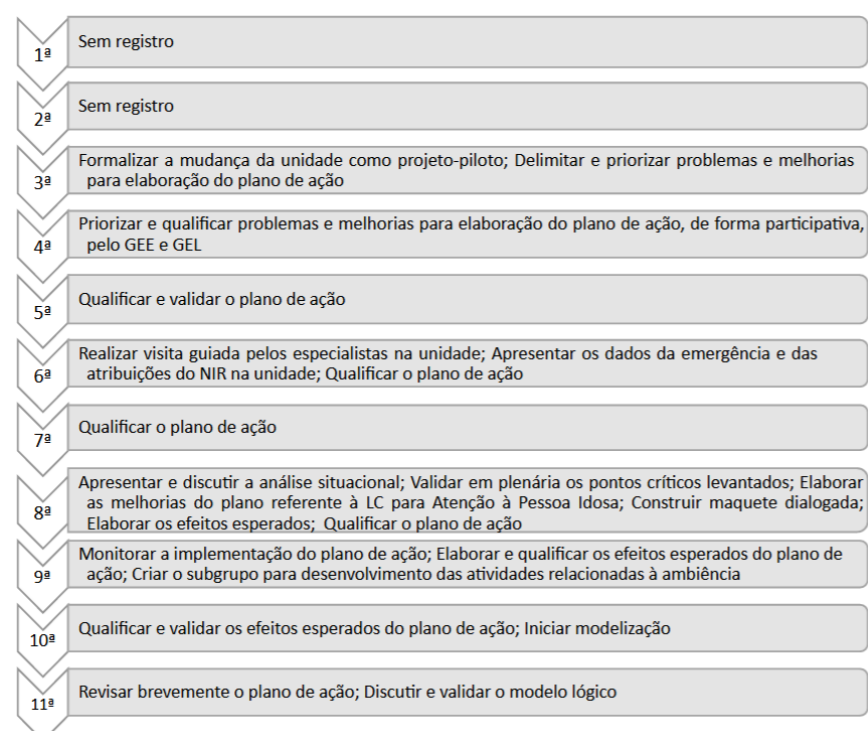 1ª
Sem registro
2ª
Sem registro
3ª
Formalizar a mudança da unidade como projeto-piloto; Delimitar e priorizar problemas e melhorias
para elaboração do plano de ação
4ª
Priorizar e qualificar problemas e melhorias para elaboração do plano de ação, de forma participativa,
pelo GEE e GEL
5ª
Qualificar e validar o plano de ação
6ª
Realizar visita guiada pelos especialistas na unidade; Apresentar os dados da emergência e das
atribuições do NIR na unidade; Qualificar o plano de ação
7ª
Qualificar o plano de ação
8ª
Apresentar e discutir a análise situacional; Validar em plenária os pontos críticos levantados; Elaborar
as melhorias do plano referente à LC para Atenção à Pessoa Idosa; Construir maquete dialogada;
Elaborar os efeitos esperados; Qualificar o plano de ação
9ª
Monitorar a implementação do plano de ação; Elaborar e qualificar os efeitos esperados do plano de
ação; Criar o subgrupo para desenvolvimento das atividades relacionadas à ambiência
10ª
Qualificar e validar os efeitos esperados do plano de ação; Iniciar modelização
11ª
Revisar brevemente o plano de ação; Discutir e validar o modelo lógico